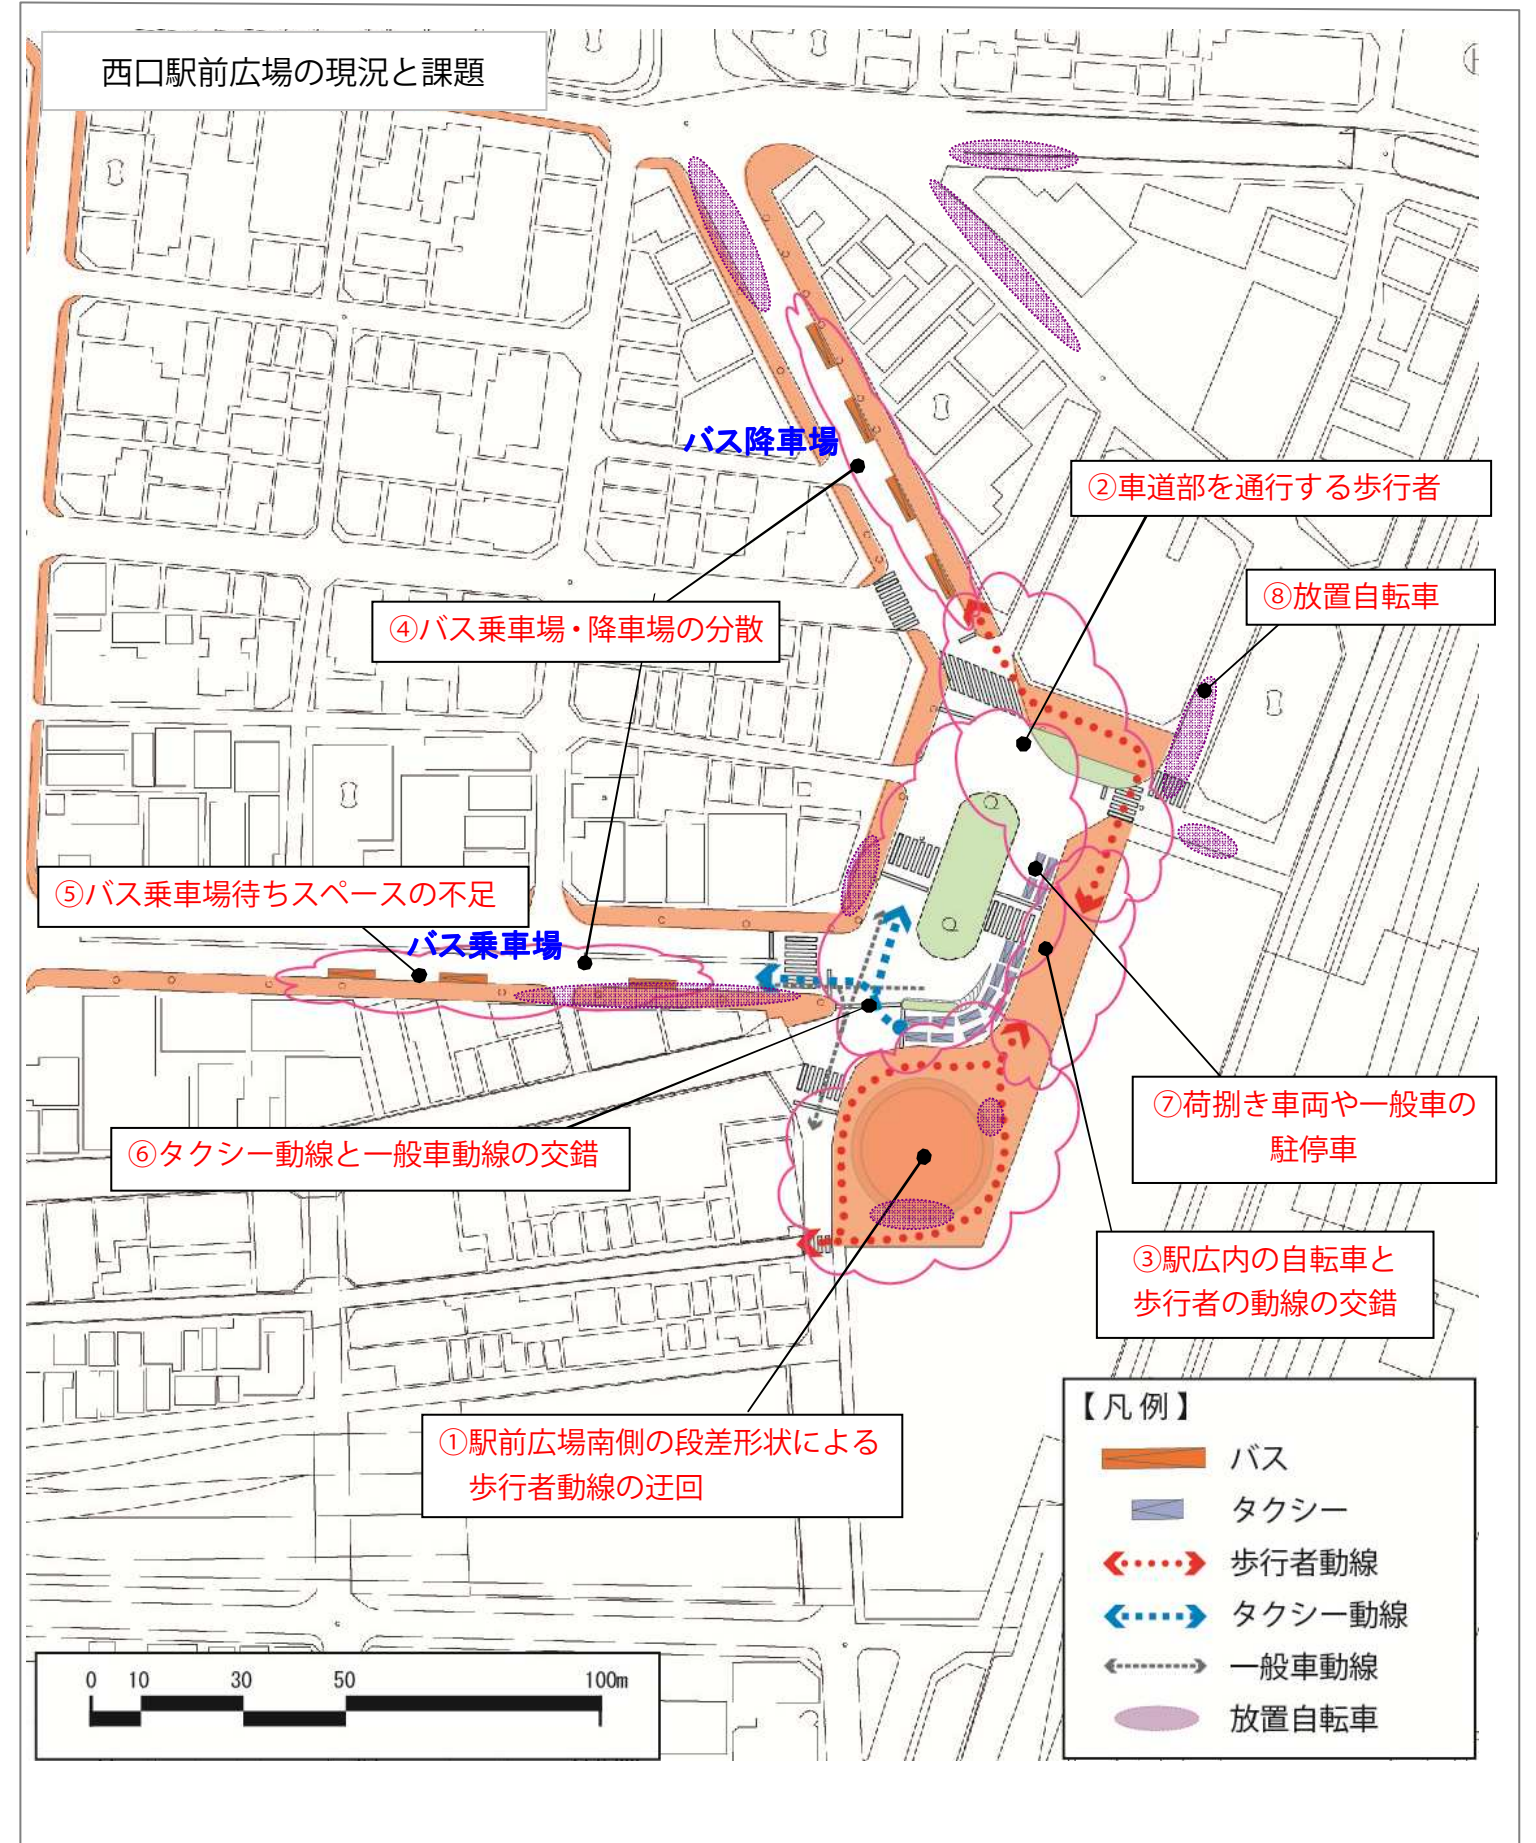 西口駅前広場の現況と課題
バス降車場
②車道部を通行する歩行者
⑧放置自転車
④バス乗車場・降車場の分散
⑤バス乗車場待ちスペースの不足
バス乗車場
⑦荷捌き車両や一般車の
駐停車
⑥タクシー動線と一般車動線の交錯
③駅広内の自転車と
歩行者の動線の交錯
①駅前広場南側の段差形状による
歩行者動線の迂回
【凡例】
バス
タクシー
歩行者動線
タクシー動線
一般車動線
放置自転車
0 10 30 50 100m